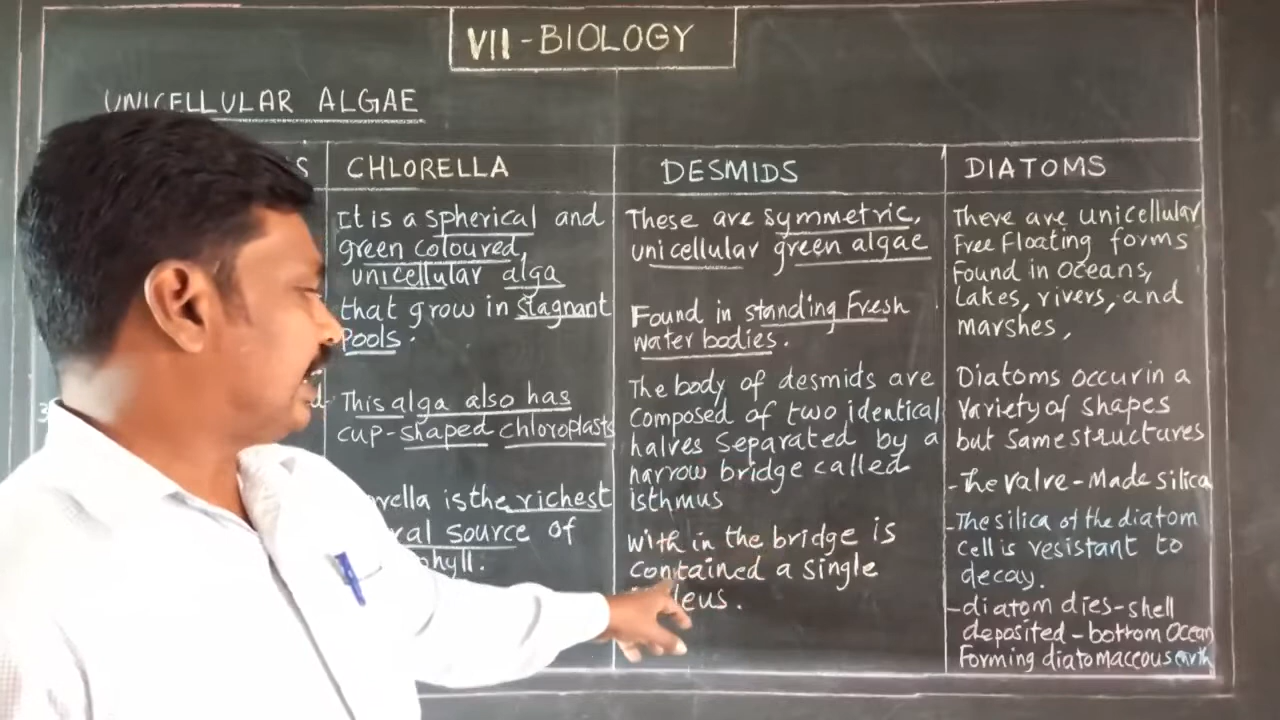 VII - BIOLOGY
UNICELLULAR ALGAE
CHLORELLA
It is a spherical and
green coloured,
unicellular alga
that grow in stagnant
pools.
This alga also has
cup-shaped chloroplasts
is the richest
source of
DESMIDS
These are symmetric,
unicellular green algae
Found in standing Fresh
water bodies.
The body of desmids are
composed of two identical
halves separated by a
narrow bridge called
isthmus
With in the bridge is
contained a single
DIATOMS
There are unicellular
Free Floating forms
Found in Oceans,
Lakes, rivers, and
marshes,
Diatoms occur in a
variety of shapes
but same structures
- The valve - Made silica
- The silica of the diatom
cell is resistant to
decay.
- diatom dies - shell
deposited - bottom Ocean
Forming diatomaceous earth